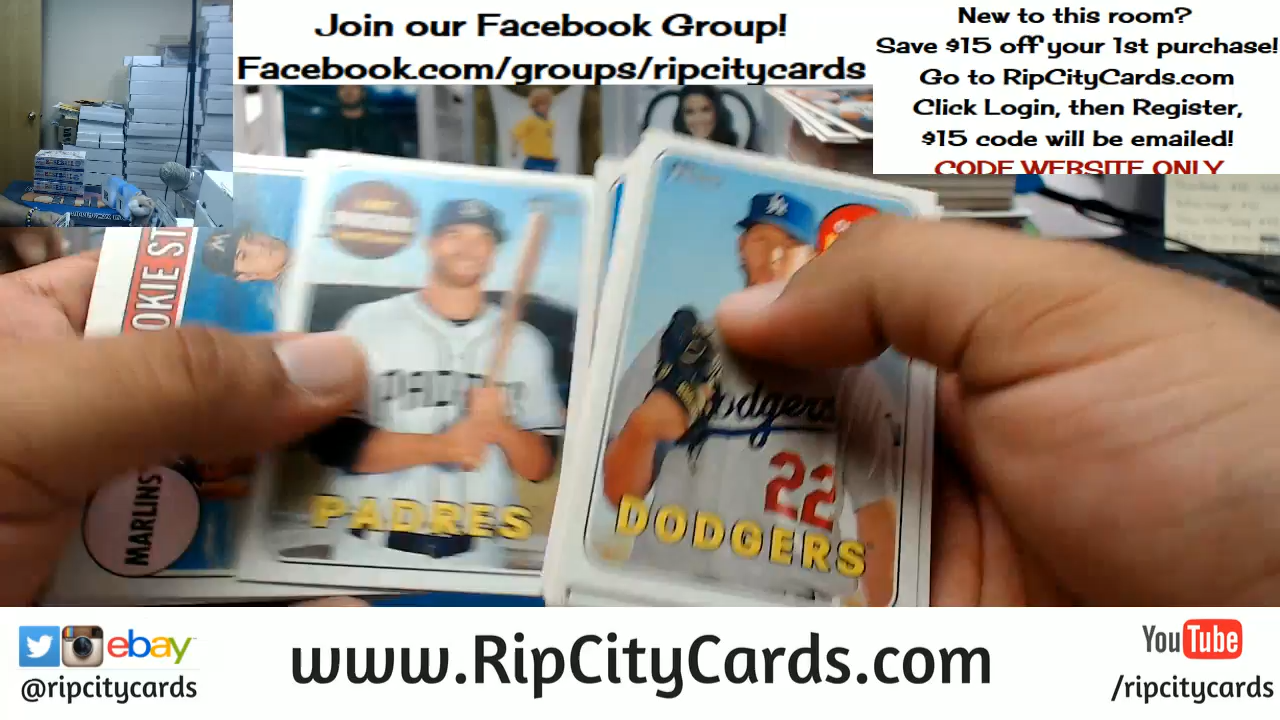 Join our Facebook Group!
Facebook.com/groups/ripcitycards
New to this room?
Save $15 off your 1st purchase!
Go to RipCityCards.com
Click Login, then Register,
$15 code will be emailed!
CODE WEBSITE ONLY
OKIE ST
MARLINS
PADRES
Dodgers
22
DODGERS
ebay
@ripcitycards
www.RipCityCards.com
YouTube
/ripcitycards